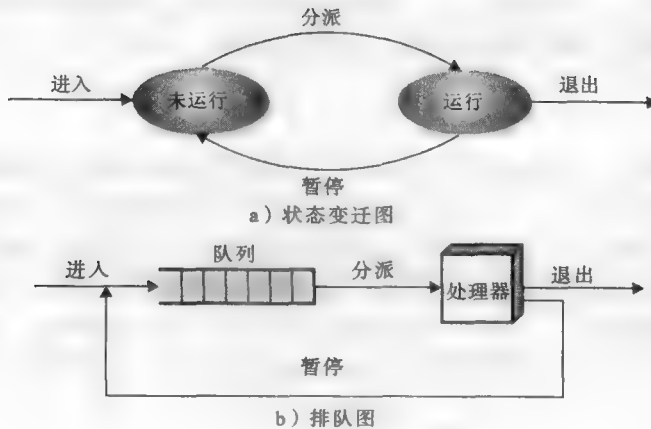 分派
进入
未运行
运行
退出
暂停
a）状态变迁图
队列
进入
分派
处理器
退出
暂停
b）排队图